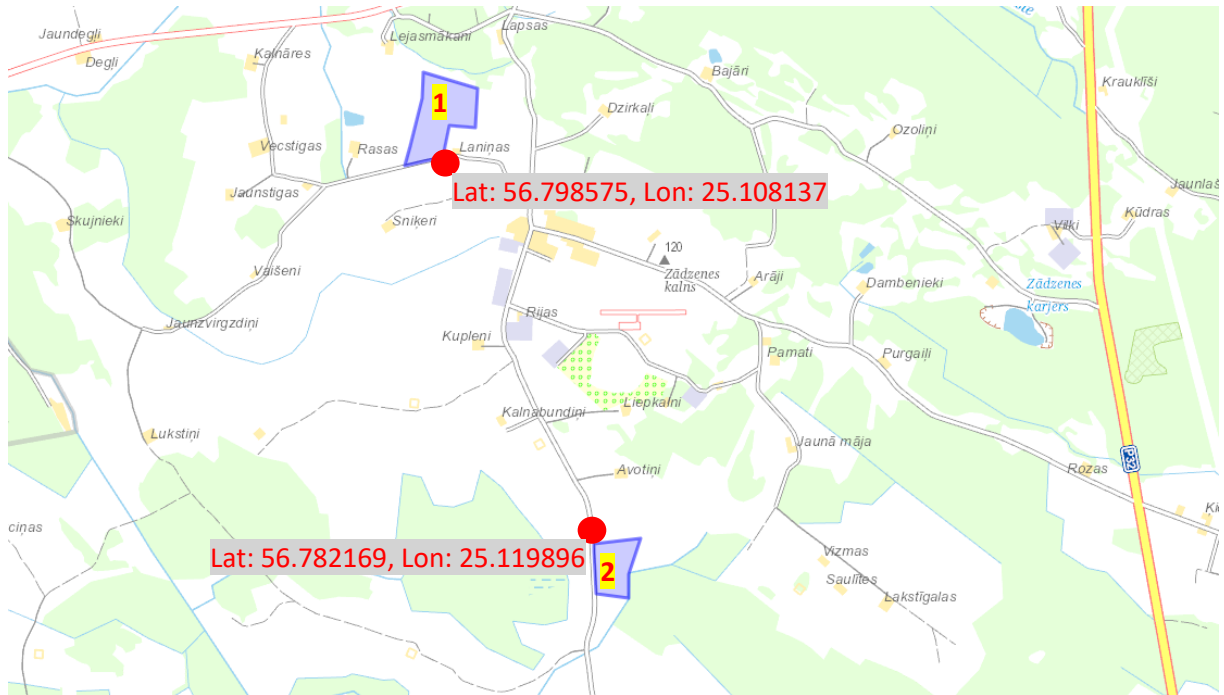 Jaundegļi
Degļi
Kalnāres
Lejasmākani
Lapsas
Bajāri
Krauklīši
1
Dzirkaļi
Ozoliņi
Vecstigas
Rasas
Laniņas
Jaunstigas
Lat: 56.798575, Lon: 25.108137
Jaunlaš
Skujnieki
Sniķeri
Kūdras
Vilki
120
Zādzenes
kalns
Vaišeni
Arāji
Dambenieki
Zādzenes
karjers
Jaunzvirgzdiņi
Rijas
Kupleņi
Pamati
Purgaiļi
Liepkalni
Kalnabundiņi
Lukstiņi
Jaunā māja
P32
Avotiņi
Rozas
ciņas
Lat: 56.782169, Lon: 25.119896
2
Vizmas
Saulītes
Lakstīgalas